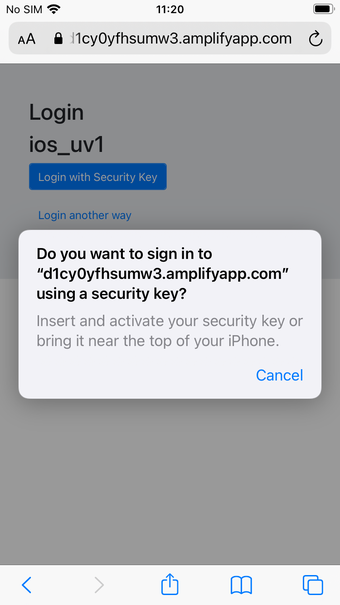 No SIM 11:20
AA d1cy0yfhsumw3.amplifyapp.com
Login
ios_uv1
Login with Security Key
Login another way
Do you want to sign in to
“d1cy0yfhsumw3.amplifyapp.com”
using a security key?
Insert and activate your security key or
bring it near the top of your iPhone.
Cancel